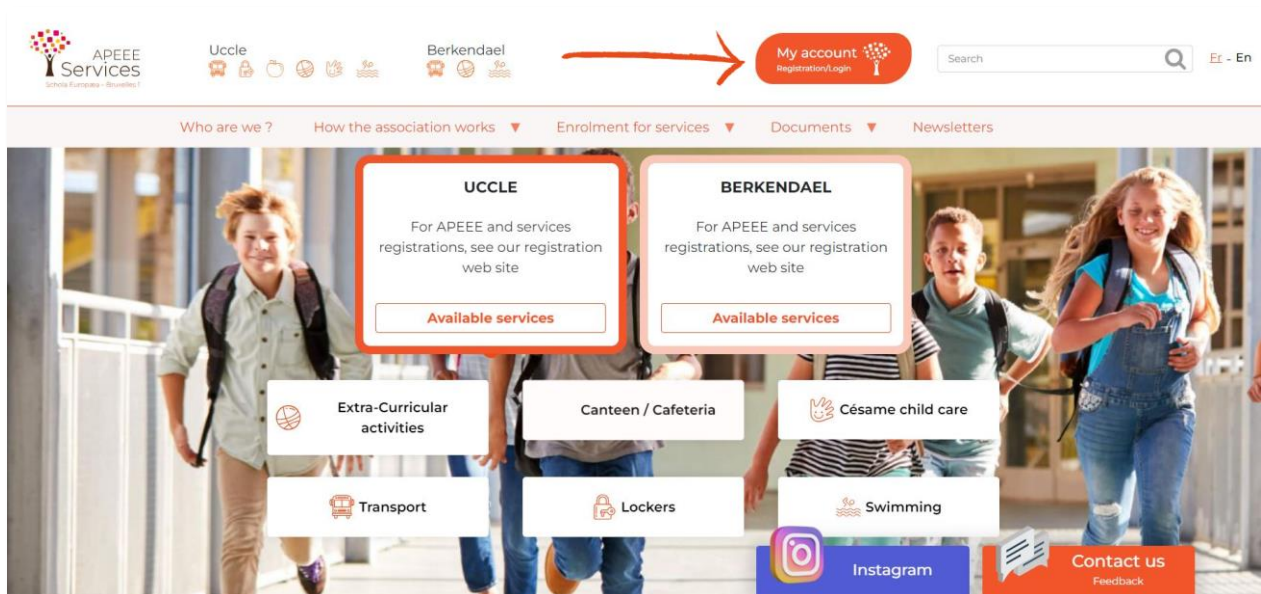 APEEE
Services
Schola Europaea - Bruxelles 1
Uccle
Berkendael
My account
Registration/Login
Search
Fr - En
Who are we ?
How the association works ▼
Enrolment for services ▼
Documents ▼
Newsletters
UCCLE
For APEEE and services
registrations, see our registration
web site
Available services
BERKENDAEL
For APEEE and services
registrations, see our registration
web site
Available services
Extra-Curricular
activities
Canteen / Cafeteria
Césame child care
Transport
Lockers
Swimming
Instagram
Contact us
Feedback